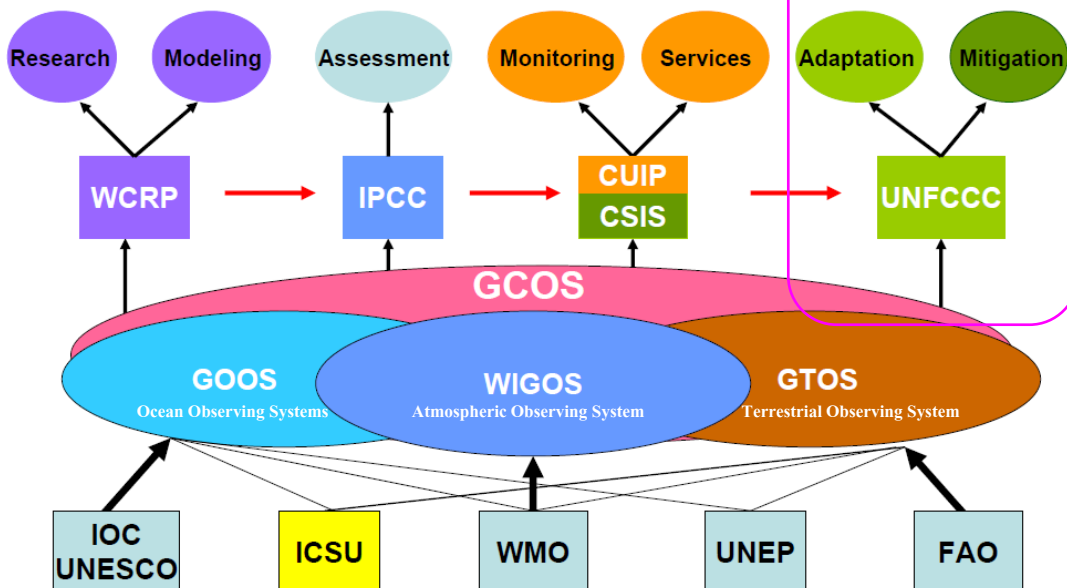 Research
Modeling
Assessment
Monitoring
Services
Adaptation
Mitigation
WCRP
IPCC
CUIP
CSIS
UNFCCC
GCOS
GOOS
Ocean Observing Systems
WIGOS
Atmospheric Observing System
GTOS
Terrestrial Observing System
IOC
UNESCO
ICSU
WMO
UNEP
FAO